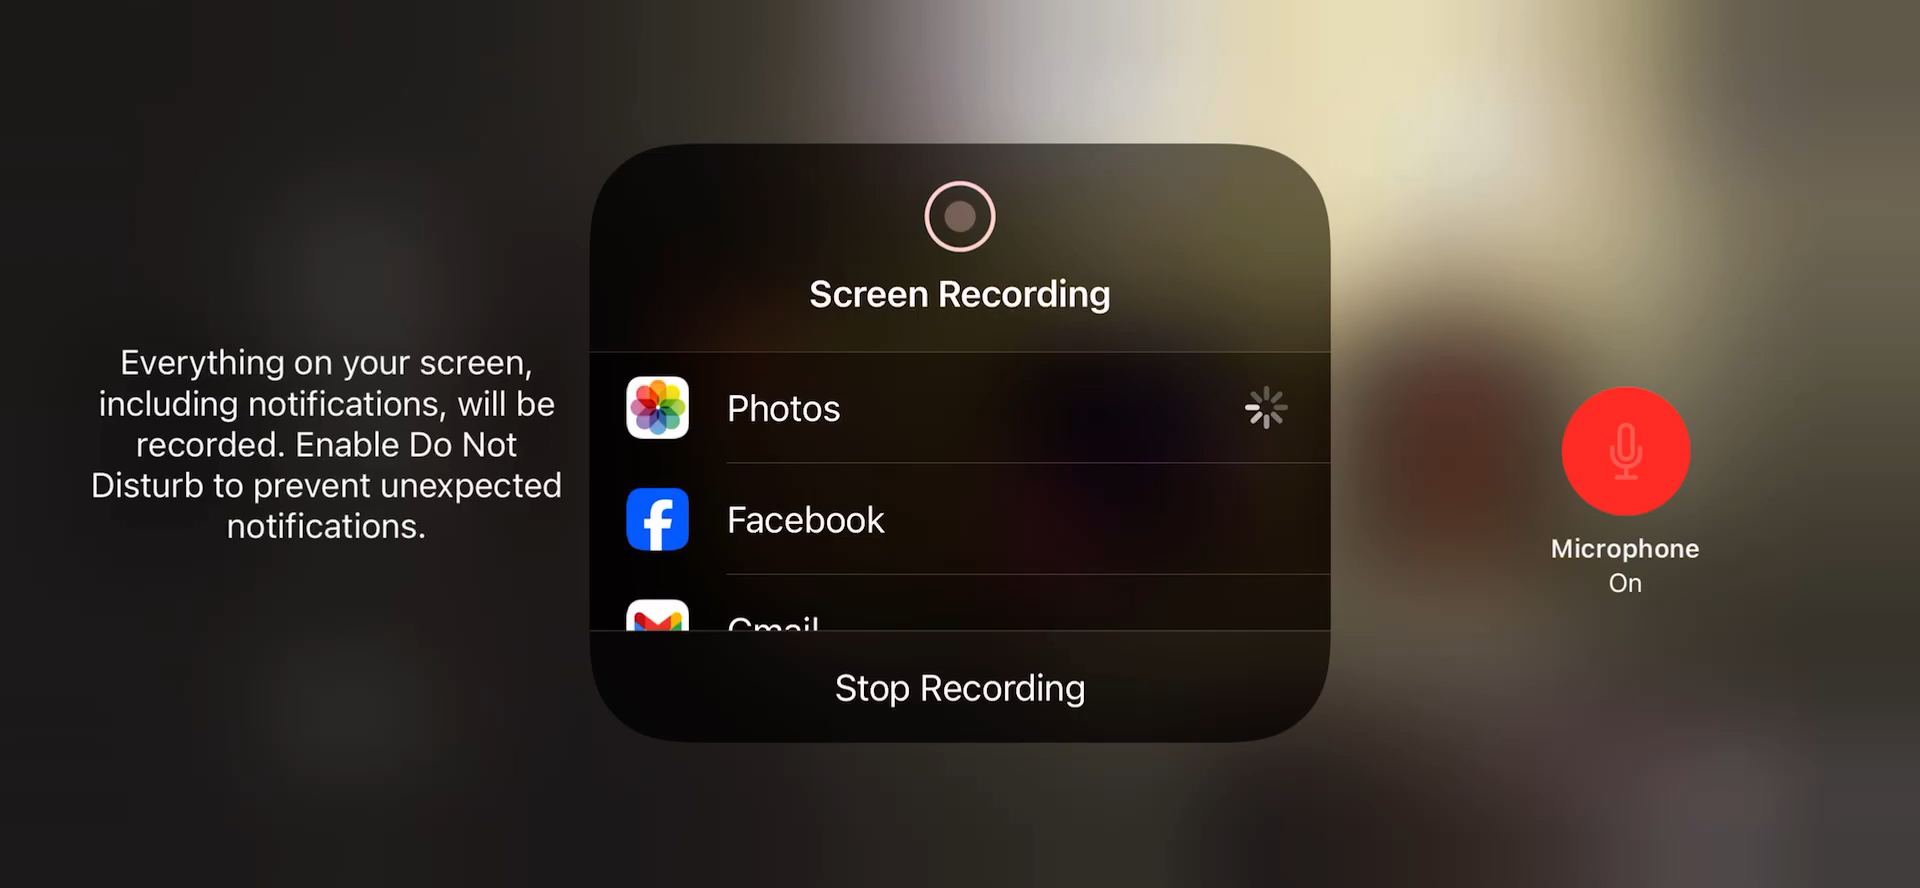 Everything on your screen,
including notifications, will be
recorded. Enable Do Not
Disturb to prevent unexpected
notifications.
Screen Recording
Photos
Facebook
Gmail
Stop Recording
Microphone
On